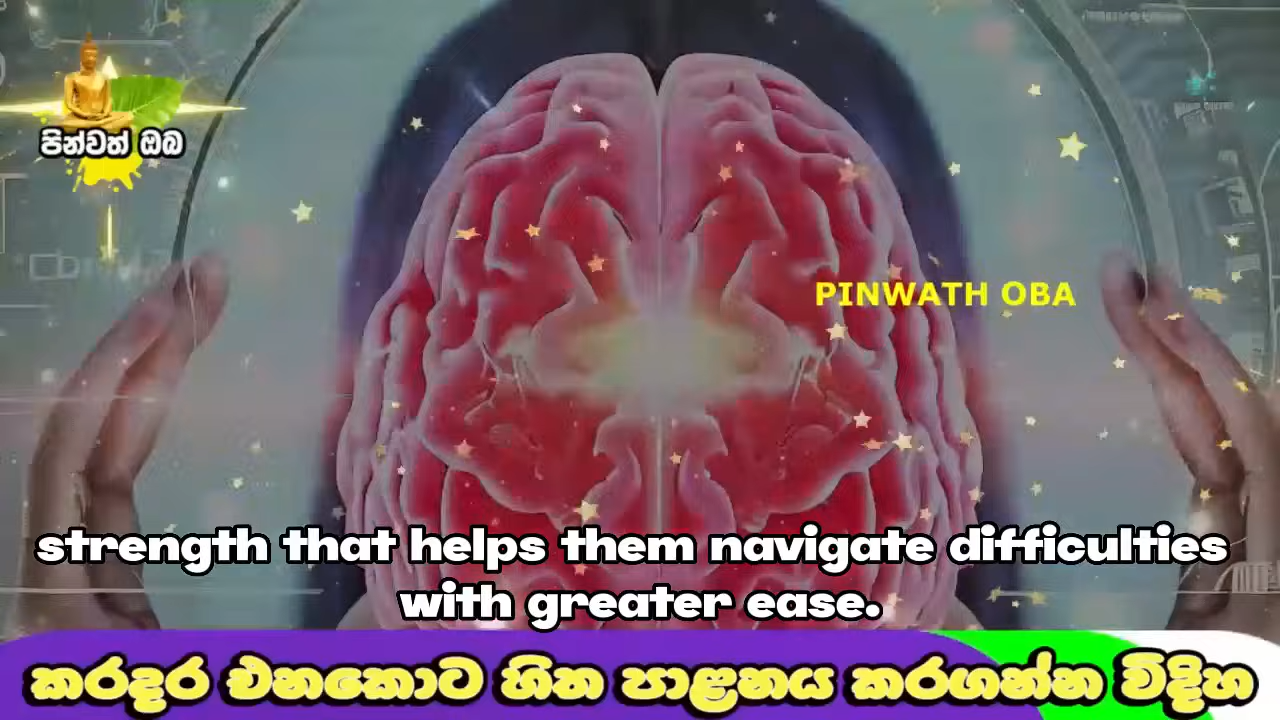 පින්වත් ඔබ
PINWATH OBA
strength that helps them navigate difficulties
with greater ease.
කරදර එනකොට හිත පාළනය කරගන්න විදිහ